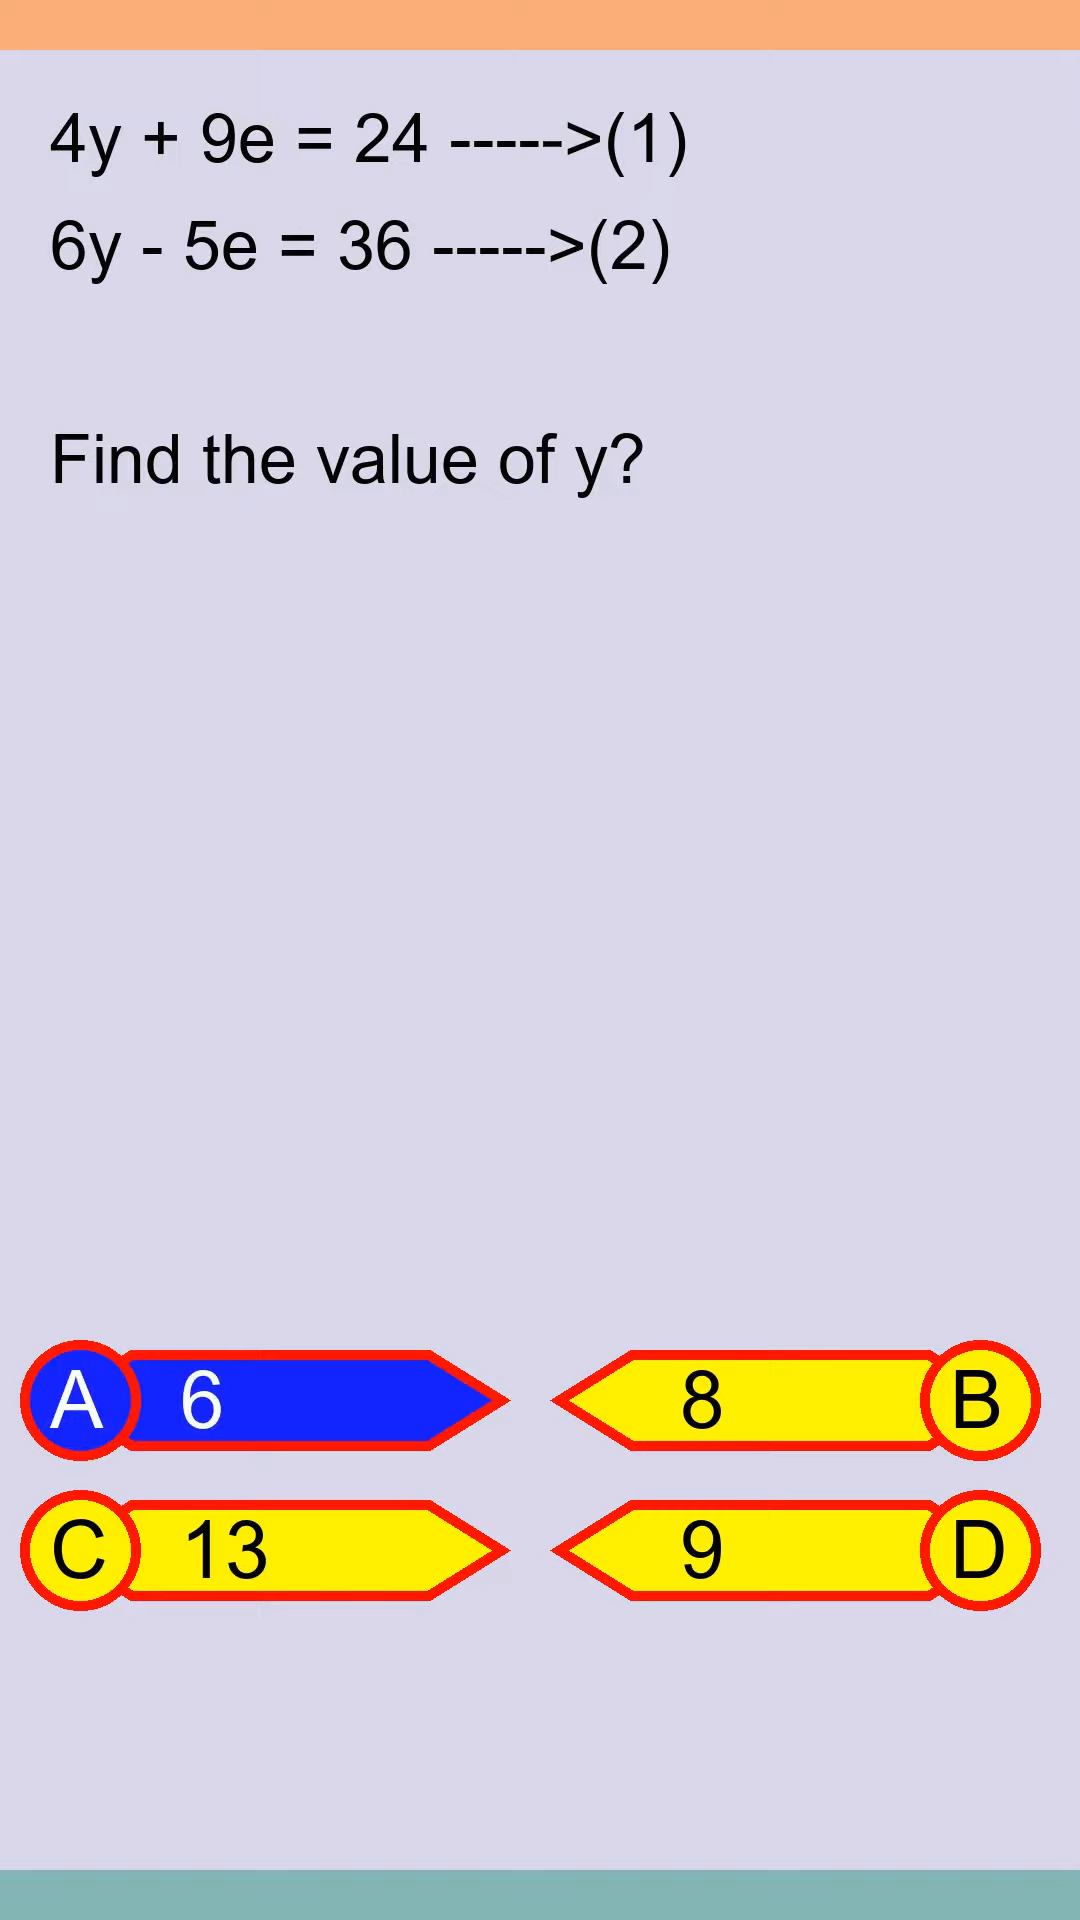 4y + 9e = 24 ----->(1)
6y - 5e = 36 ----->(2)
Find the value of y?
A 6
8 B
C 13
9 D